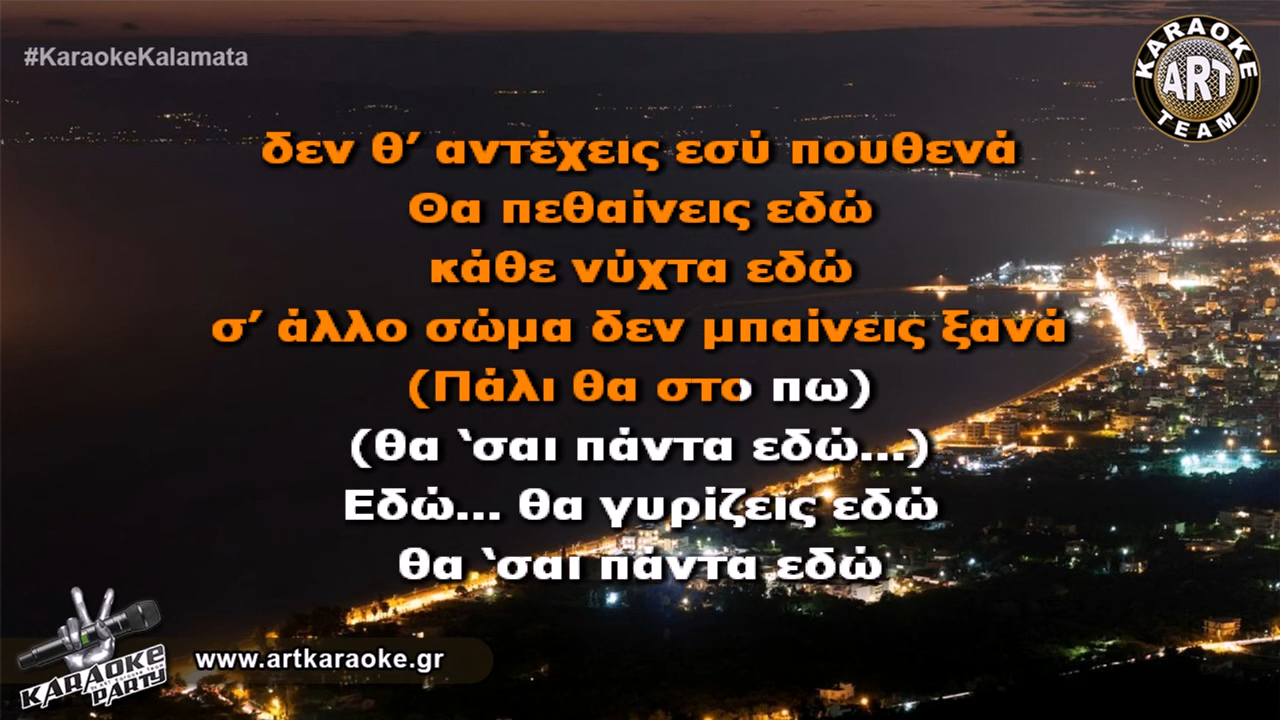 #KaraokeKalamata
KARAOKE
ART
TEAM
δεν θ’ αντέχεις εσύ πουθενά
Θα πεθαίνεις εδώ
κάθε νύχτα εδώ
σ’ άλλο σώμα δεν μπαίνεις ξανά
(Πάλι θα στο πω)
(θα ‘σαι πάντα εδώ...)
Εδώ... θα γυρίζεις εδώ
θα ‘σαι πάντα εδώ
KARAOKE
PARTY
www.artkaraoke.gr